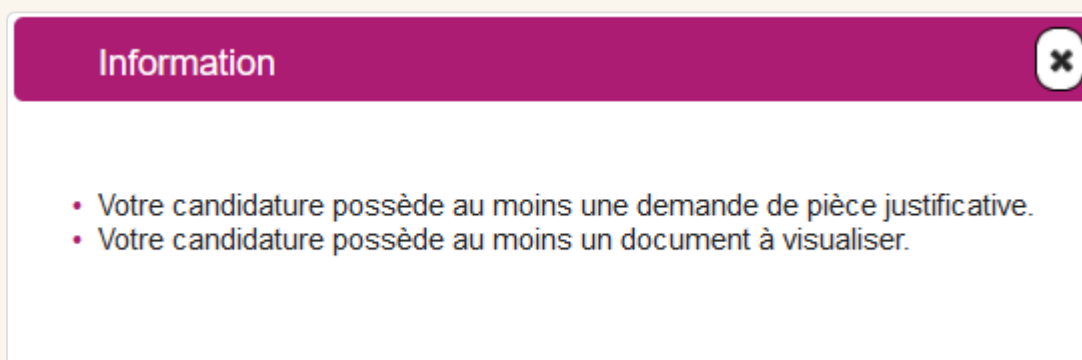 Information
• Votre candidature possède au moins une demande de pièce justificative.
• Votre candidature possède au moins un document à visualiser.